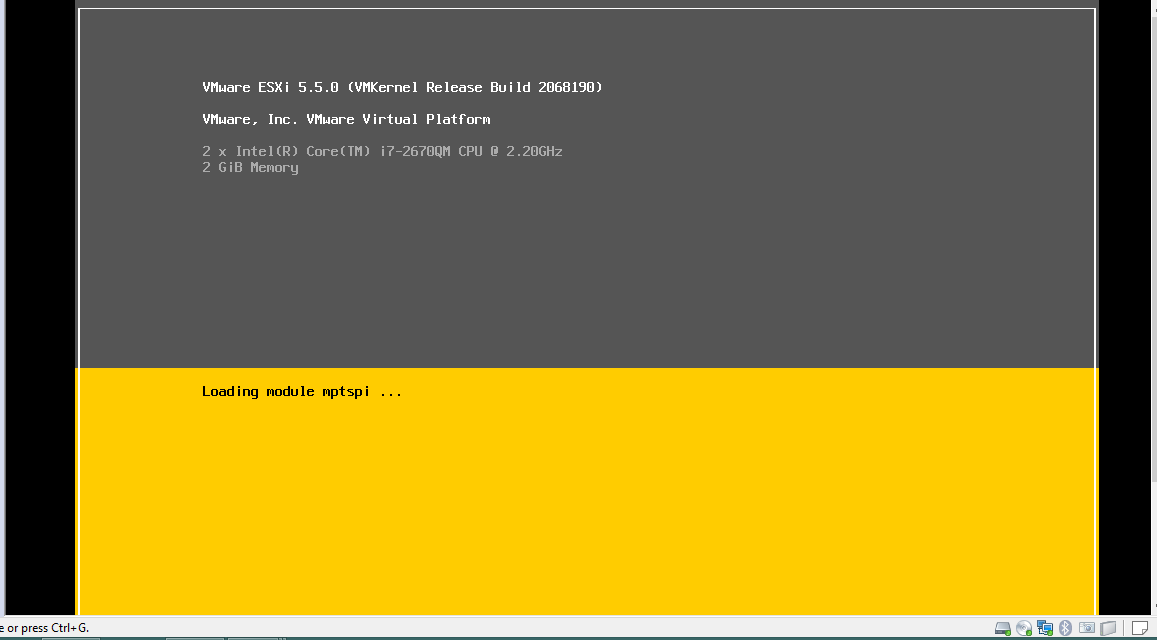 VMware ESXi 5.5.0 (VMKernel Release Build 2068190)
VMware, Inc. VMware Virtual Platform
2 x Intel(R) Core(TM) i7-2670QM CPU @ 2.20GHz
2 GiB Memory
Loading module mptspi ...
e or press Ctrl+G.